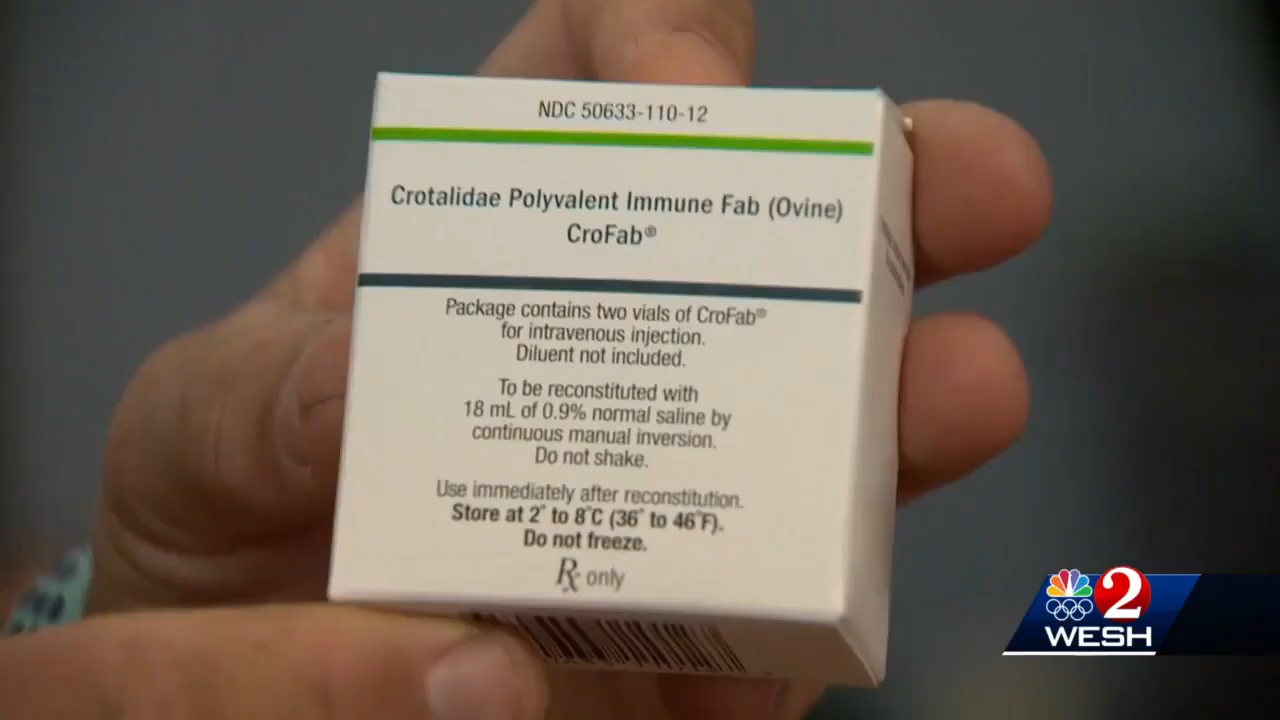 NDC 50633-110-12
Crotalidae Polyvalent Immune Fab (Ovine)
CroFab®
Package contains two vials of CroFab®
for intravenous injection.
Diluent not included.
To be reconstituted with
18 mL of 0.9% normal saline by
continuous manual inversion.
Do not shake.
Use immediately after reconstitution.
Store at 2° to 8°C (36° to 46°F).
Do not freeze.
Rx only
2
WESH